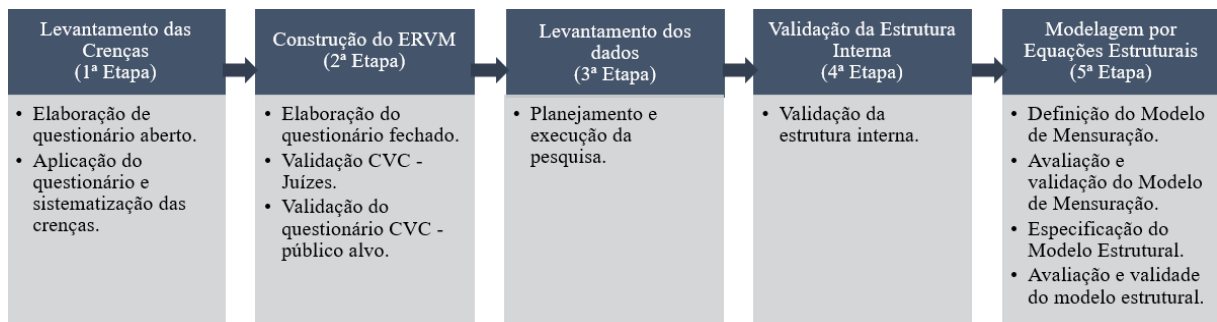 Levantamento das
Crenças
(1ª Etapa)
• Elaboração de
questionário aberto.
• Aplicação do
questionário e
sistematização das
crenças.
Construção do ERVM
(2ª Etapa)
• Elaboração do
questionário fechado.
• Validação CVC -
Juízes.
• Validação do
questionário CVC -
público alvo.
Levantamento dos
dados
(3ª Etapa)
• Planejamento e
execução da
pesquisa.
Validação da Estrutura
Interna
(4ª Etapa)
• Validação da
estrutura interna.
Modelagem por
Equações Estruturais
(5ª Etapa)
• Definição do Modelo
de Mensuração.
• Avaliação e
validação do Modelo
de Mensuração.
• Especificação do
Modelo Estrutural.
• Avaliação e validade
do modelo estrutural.